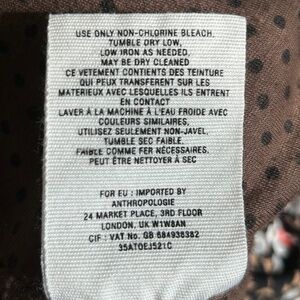 USE ONLY NON-CHLORINE BLEACH,
TUMBLE DRY LOW,
LOW IRON AS NEEDED,
MAY BE DRY CLEANED
CE VETEMENT CONTIENTS DES TEINTURE
QUI PEUX TRANSFERENT SUR LES
MATERIEUX AVEC LESQUELLES ILS ENTRENT
EN CONTACT
LAVER À LA MACHINE À L'EAU FROIDE AVEC
COULEURS SIMILAIRES,
UTILISEZ SEULEMENT NON-JAVEL,
TUMBLE SEC FAIBLE,
FAIBLE COMME FER NÉCESSAIRES,
PEUT ÊTRE NETTOYER À SEC
FOR EU : IMPORTED BY
ANTHROPOLOGIE
24 MARKET PLACE, 3RD FLOOR
LONDON, UK W1W8AN
CIF : VAT No. GB 684938382
35ATOEJ521C